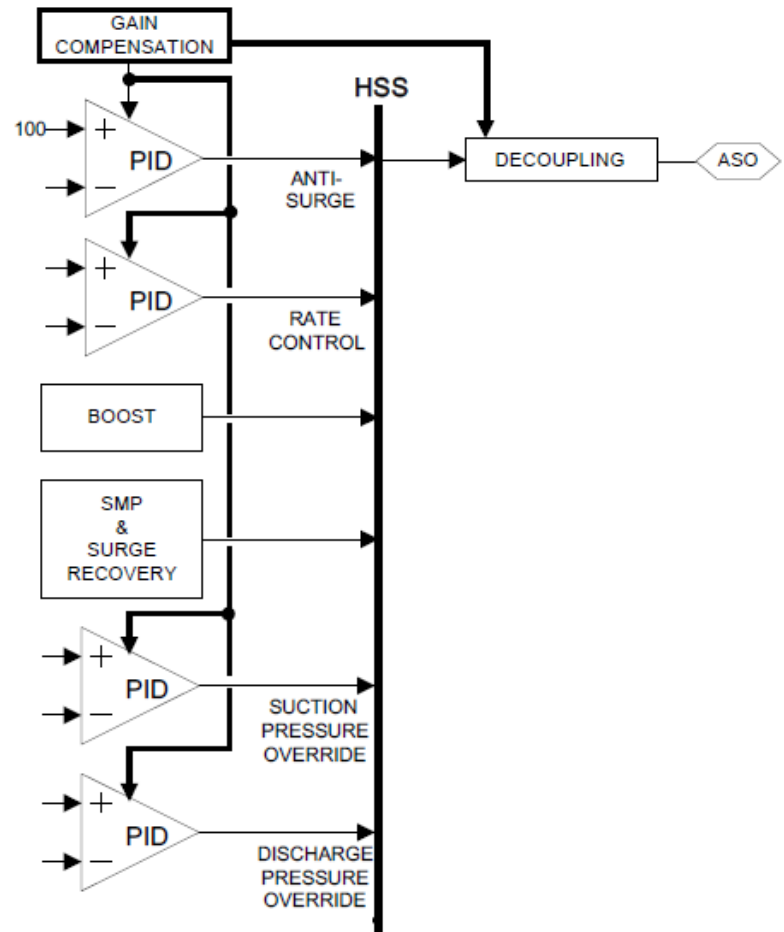 GAIN
COMPENSATION
HSS
100
+
PID
−
ANTI-
SURGE
DECOUPLING
ASO
+
PID
−
RATE
CONTROL
BOOST
SMP
&
SURGE
RECOVERY
+
PID
−
SUCTION
PRESSURE
OVERRIDE
+
PID
−
DISCHARGE
PRESSURE
OVERRIDE